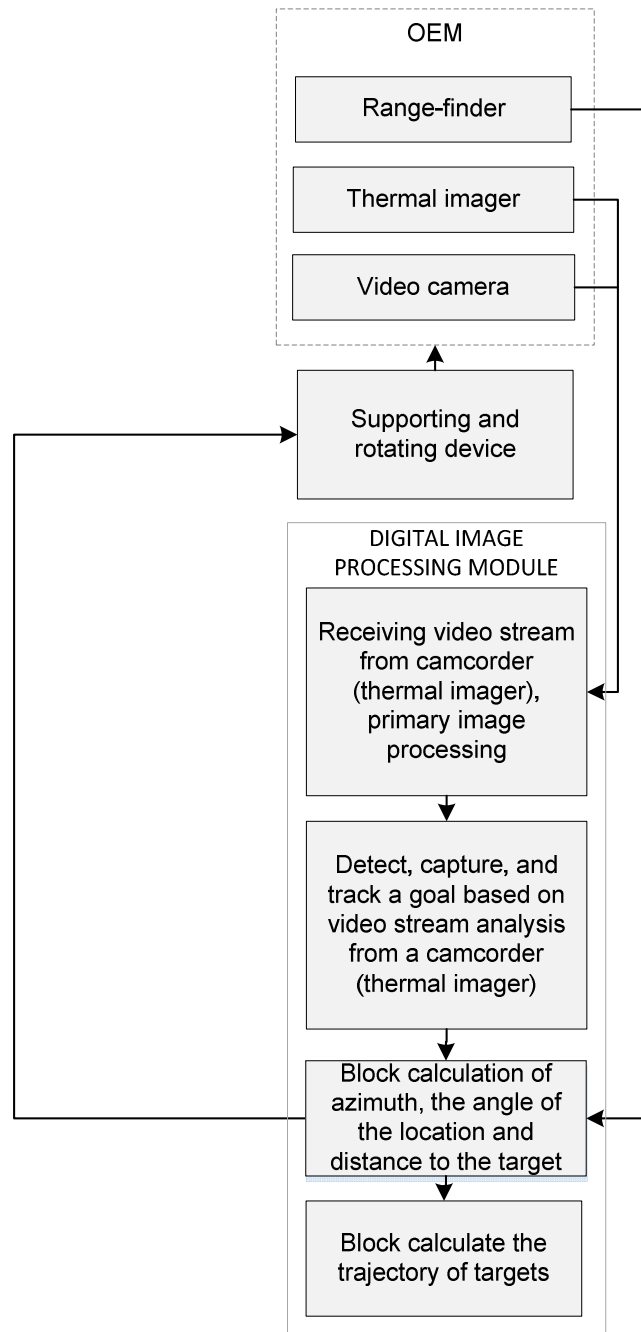 OEM
Range-finder
Thermal imager
Video camera
Supporting and
rotating device
DIGITAL IMAGE
PROCESSING MODULE
Receiving video stream
from camcorder
(thermal imager),
primary image
processing
Detect, capture, and
track a goal based on
video stream analysis
from a camcorder
(thermal imager)
Block calculation of
azimuth, the angle of
the location and
distance to the target
Block calculate the
trajectory of targets